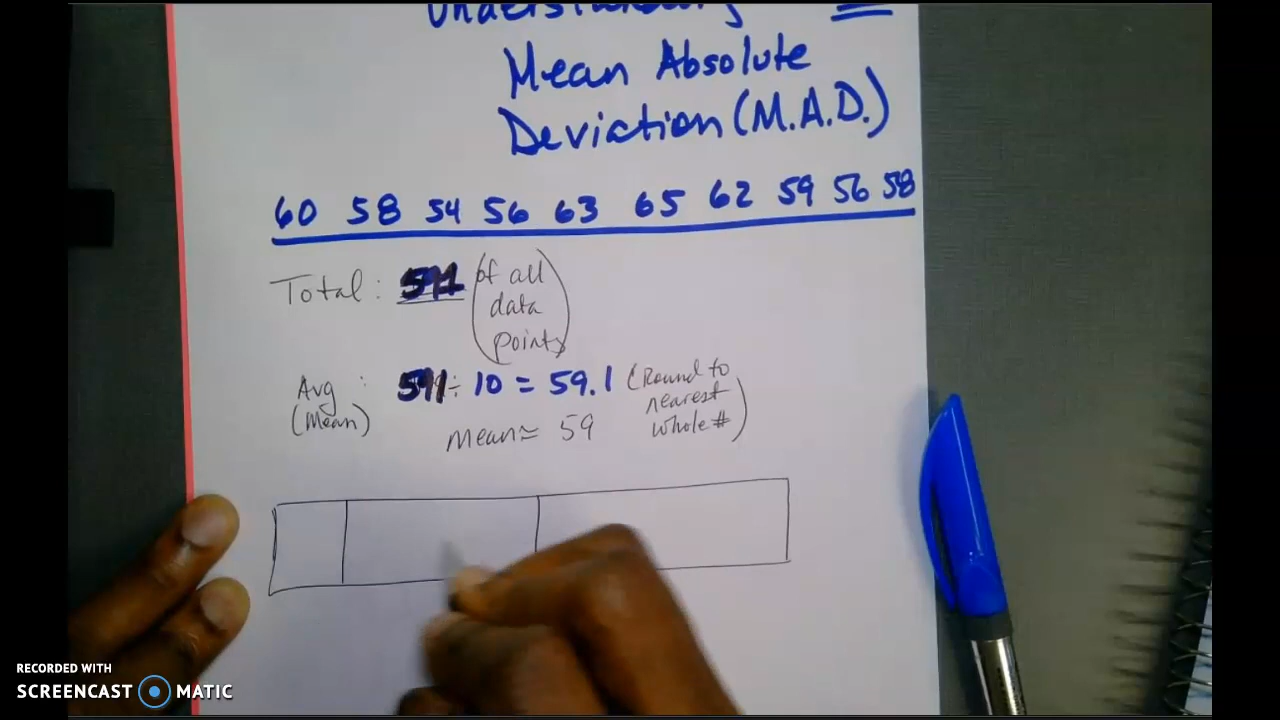 Understanding
Mean Absolute
Deviation (M.A.D.)
60 58 54 56 63 65 62 59 56 58
Total: 591 (of all
data
points)
Avg : 591 ÷ 10 = 59.1 (Round to
(Mean) nearest
mean ≈ 59 whole #)
RECORDED WITH
SCREENCAST MATIC